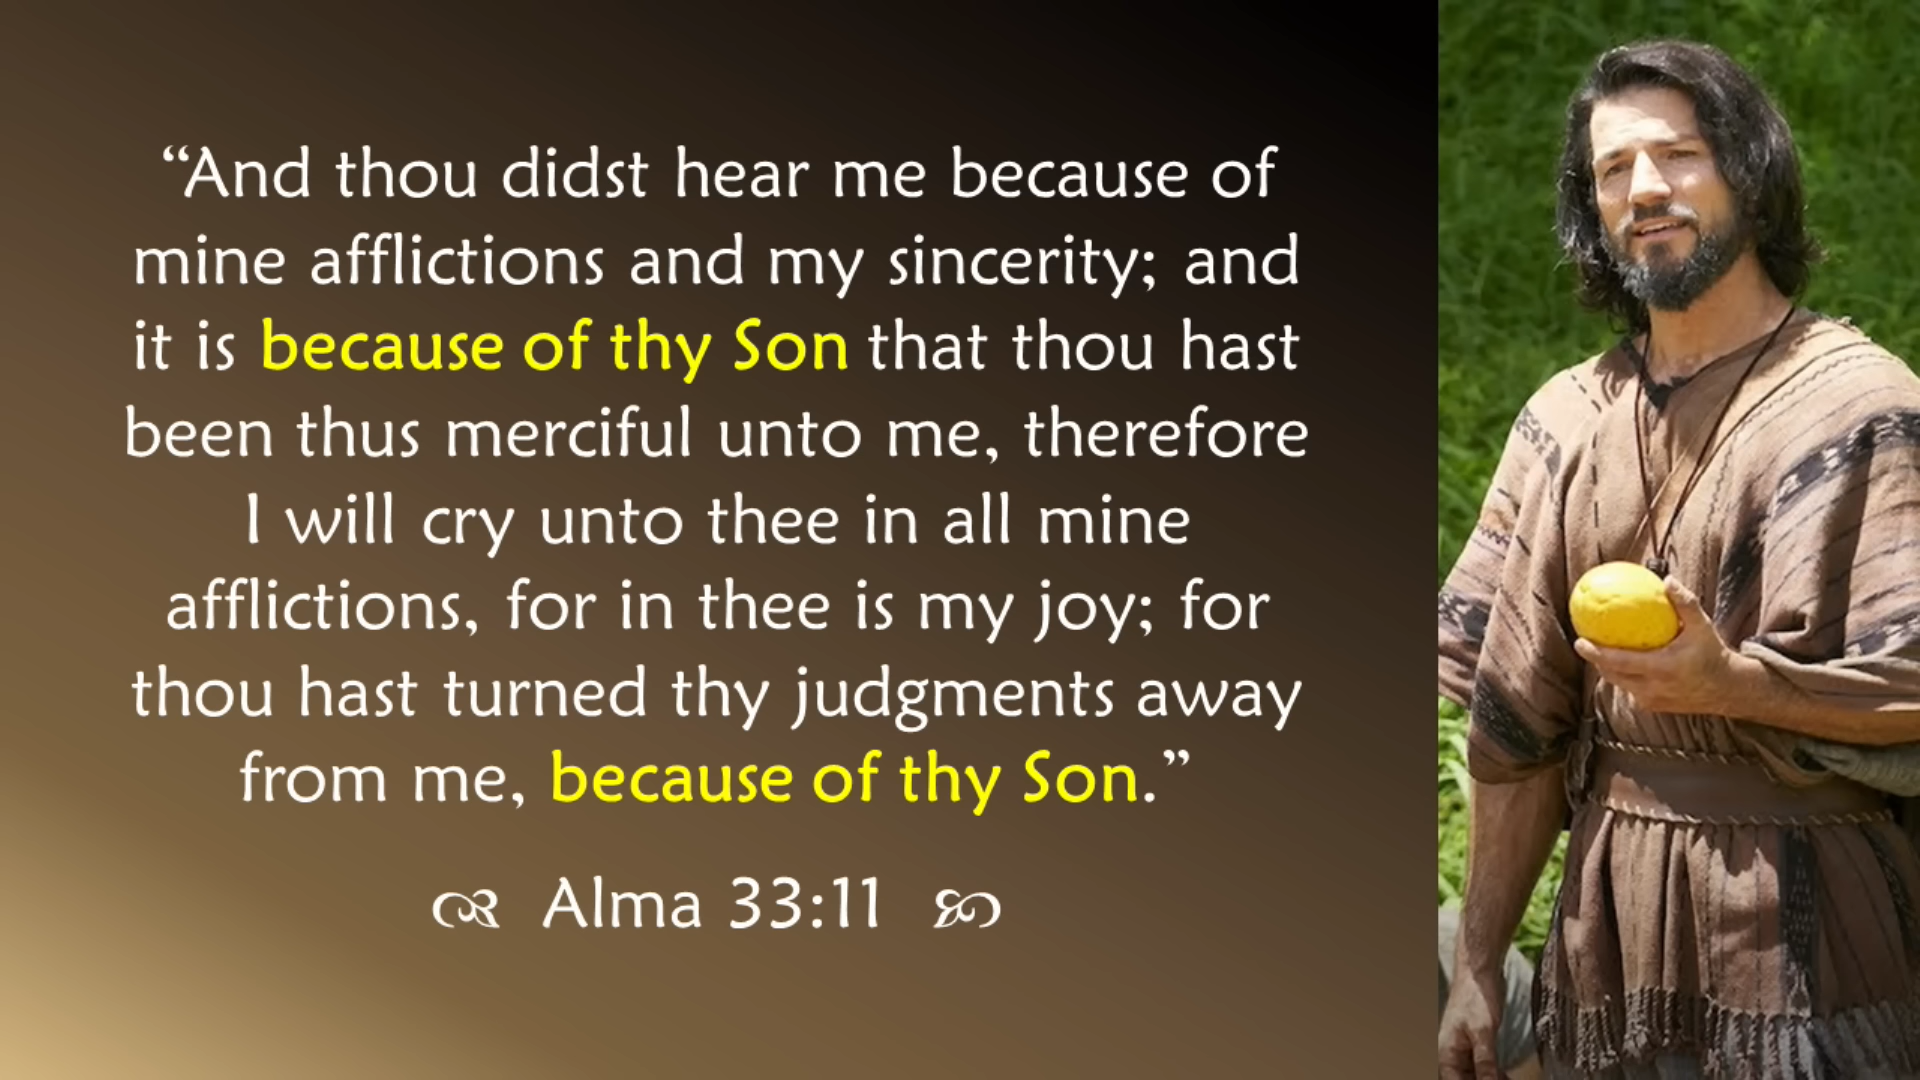 “And thou didst hear me because of
mine afflictions and my sincerity; and
it is because of thy Son that thou hast
been thus merciful unto me, therefore
I will cry unto thee in all mine
afflictions, for in thee is my joy; for
thou hast turned thy judgments away
from me, because of thy Son.”
Alma 33:11